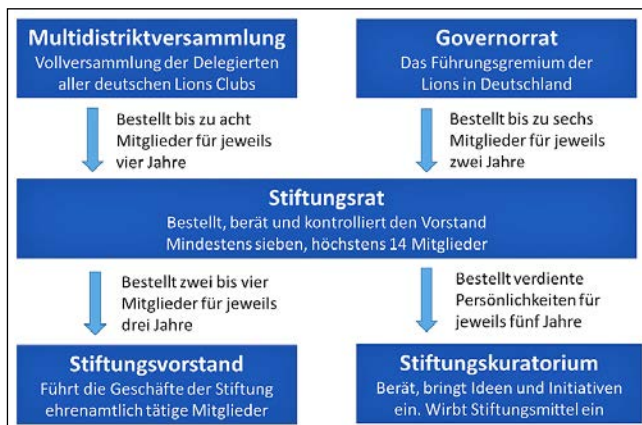 Multidistriktversammlung
Vollversammlung der Delegierten
aller deutschen Lions Clubs
Governorrat
Das Führungsgremium der
Lions in Deutschland
Bestellt bis zu acht
Mitglieder für jeweils
vier Jahre
Bestellt bis zu sechs
Mitglieder für jeweils
zwei Jahre
Stiftungsrat
Bestellt, berät und kontrolliert den Vorstand
Mindestens sieben, höchstens 14 Mitglieder
Bestellt zwei bis vier
Mitglieder für jeweils
drei Jahre
Bestellt verdiente
Persönlichkeiten für
jeweils fünf Jahre
Stiftungsvorstand
Führt die Geschäfte der Stiftung
ehrenamtlich tätige Mitglieder
Stiftungskuratorium
Berät, bringt Ideen und Initiativen
ein. Wirbt Stiftungsmittel ein